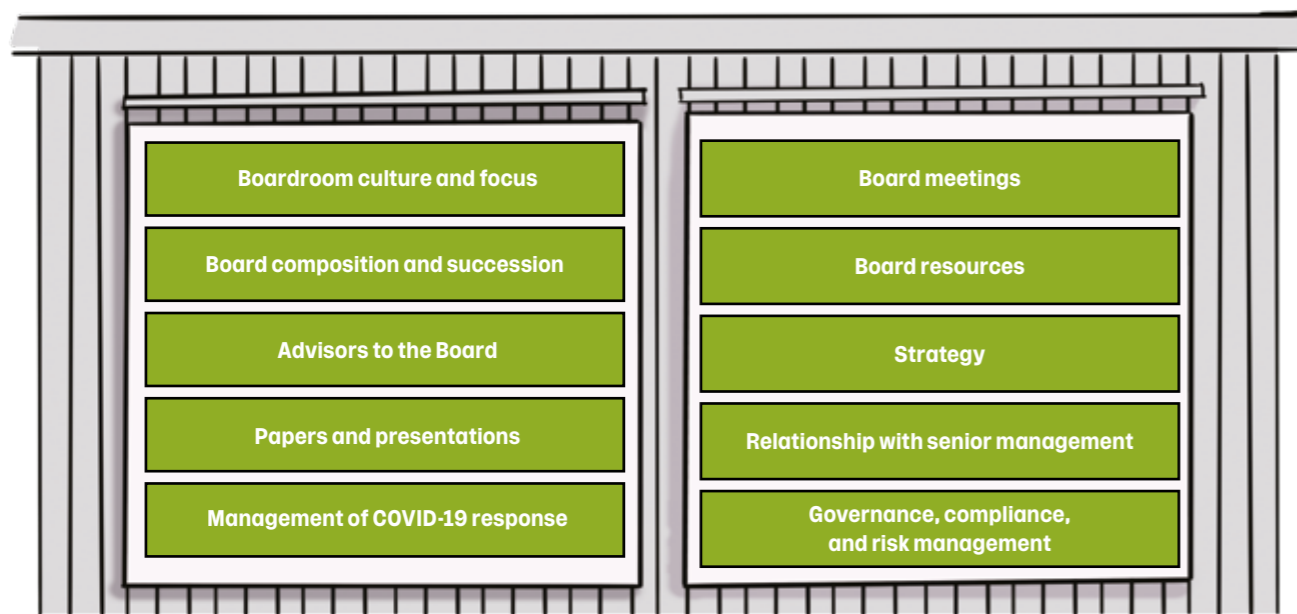 Boardroom culture and focus
Board composition and succession
Advisors to the Board
Papers and presentations
Management of COVID-19 response
Board meetings
Board resources
Strategy
Relationship with senior management
Governance, compliance,
and risk management